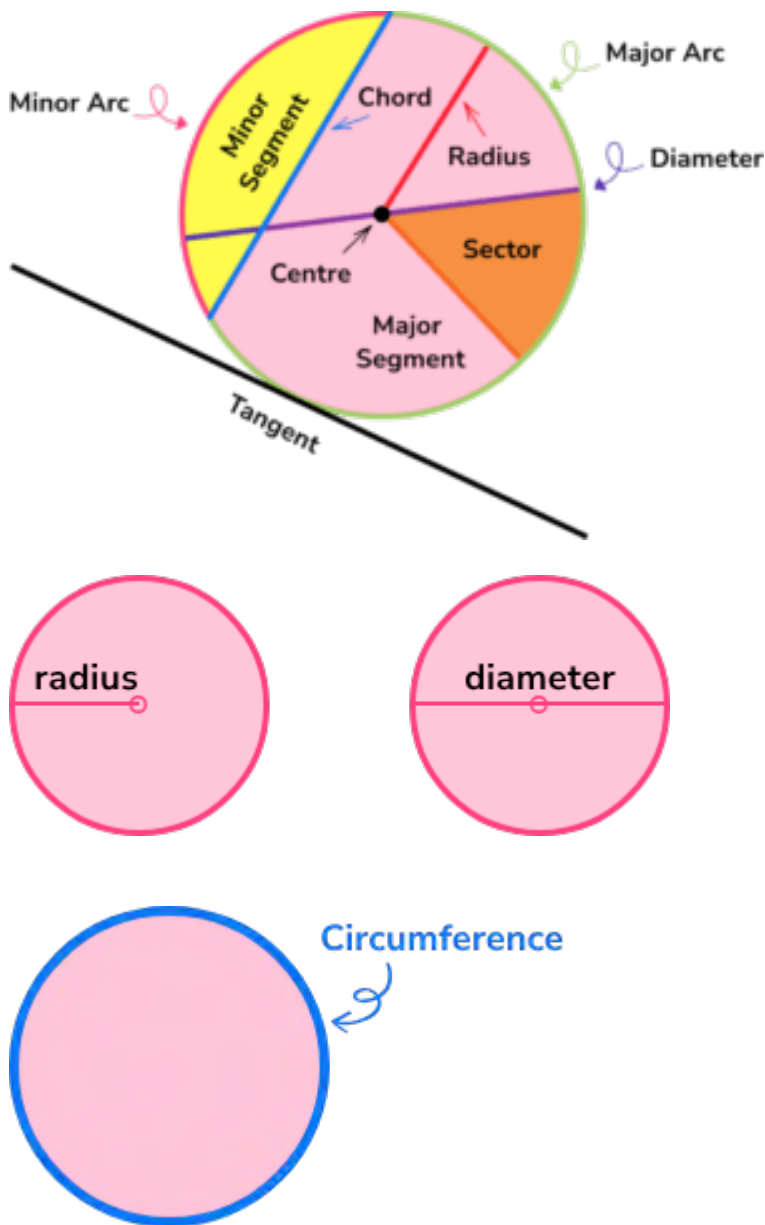 Major Arc
Minor Arc
Minor
Segment
Chord
Radius
Diameter
Sector
Centre
Major
Segment
Tangent
radius
diameter
Circumference